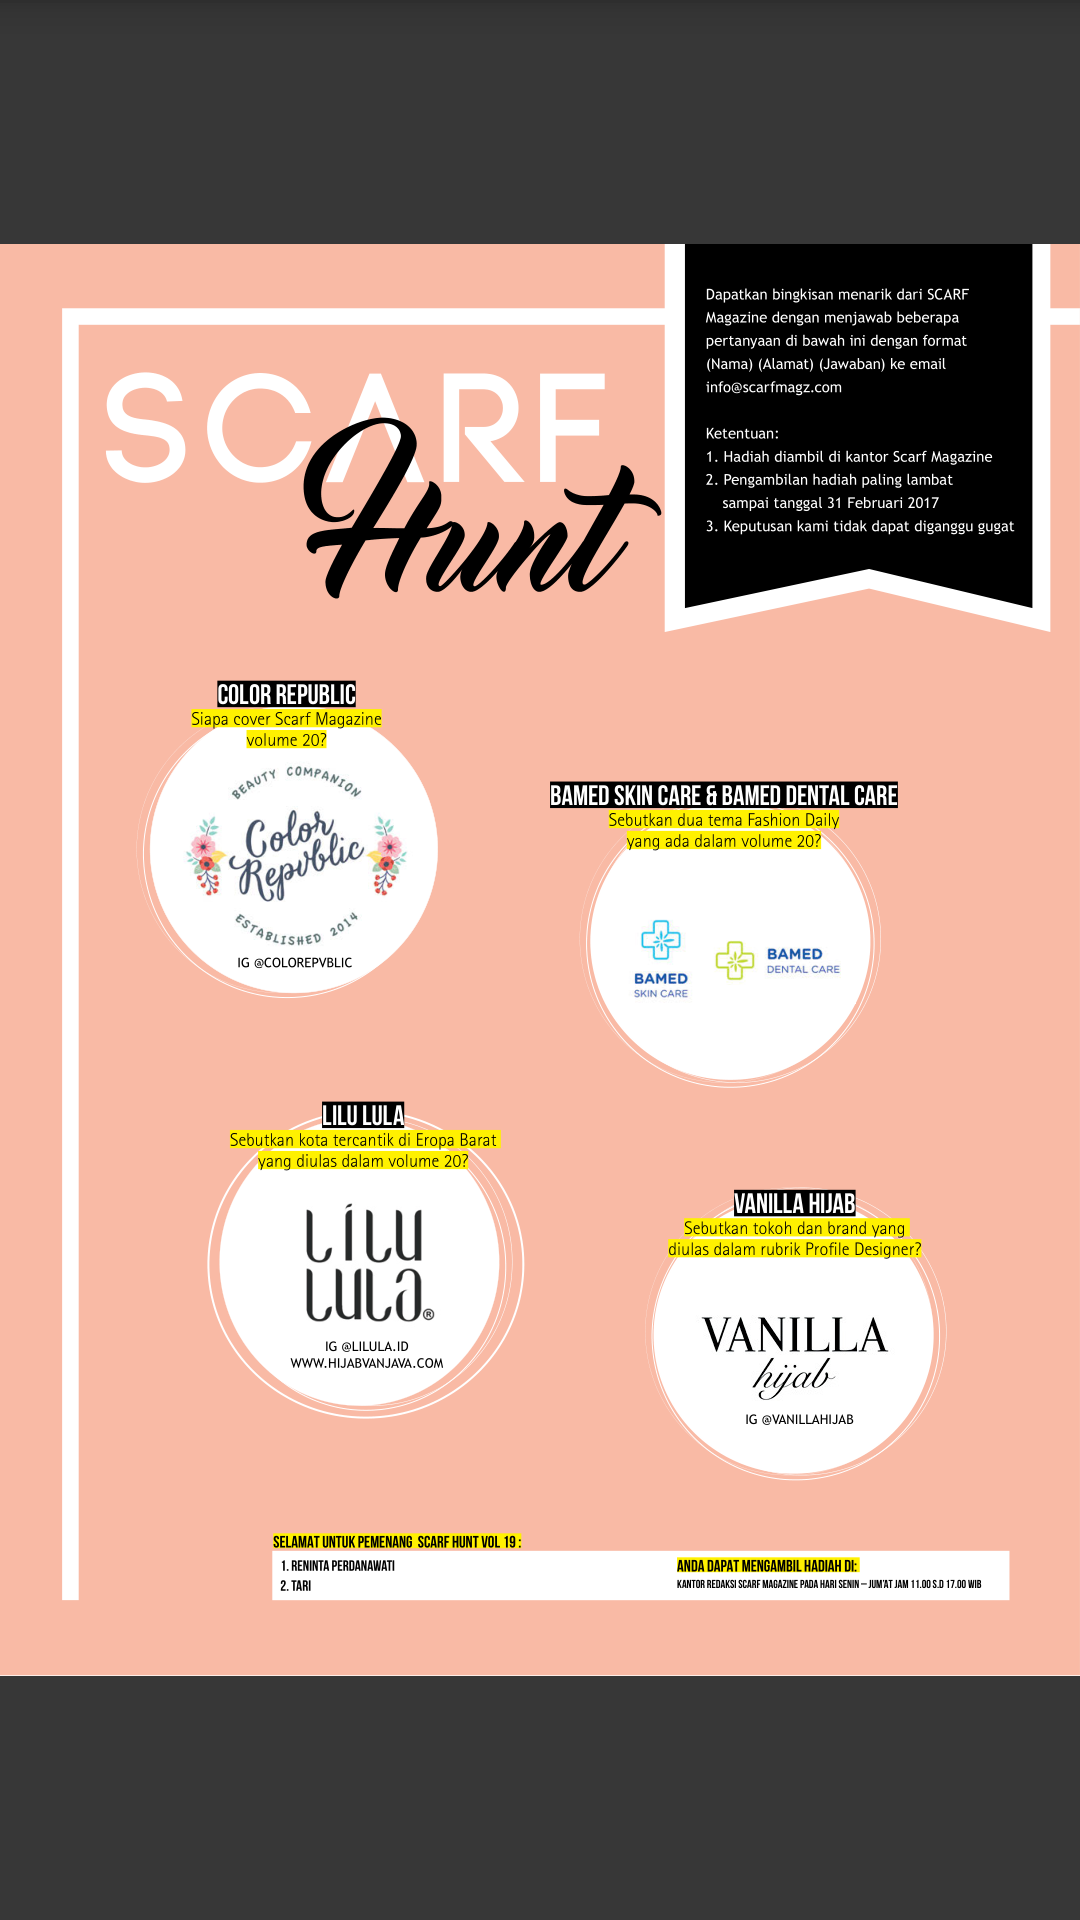 SCARF
Hunt
Dapatkan bingkisan menarik dari SCARF
Magazine dengan menjawab beberapa
pertanyaan di bawah ini dengan format
(Nama) (Alamat) (Jawaban) ke email
info@scarfmagz.com
Ketentuan:
1. Hadiah diambil di kantor Scarf Magazine
2. Pengambilan hadiah paling lambat
sampai tanggal 31 Februari 2017
3. Keputusan kami tidak dapat diganggu gugat
COLOR REPUBLIC
Siapa cover Scarf Magazine
volume 20?
BEAUTY COMPANION
Color
Repvblic
ESTABLISHED 2014
IG @COLOREPVBLIC
BAMED SKIN CARE & BAMED DENTAL CARE
Sebutkan dua tema Fashion Daily
yang ada dalam volume 20?
BAMED
SKIN CARE
BAMED
DENTAL CARE
LILU LULA
Sebutkan kota tercantik di Eropa Barat
yang diulas dalam volume 20?
LÍLU
LULA®
IG @LILULA.ID
WWW.HIJABVANJAVA.COM
VANILLA HIJAB
Sebutkan tokoh dan brand yang
diulas dalam rubrik Profile Designer?
VANILLA
hijab
IG @VANILLAHIJAB
SELAMAT UNTUK PEMENANG SCARF HUNT VOL 19 :
1. RENINTA PERDANAWATI
2. TARI
ANDA DAPAT MENGAMBIL HADIAH DI:
KANTOR REDAKSI SCARF MAGAZINE PADA HARI SENIN – JUM'AT JAM 11.00 S.D 17.00 WIB